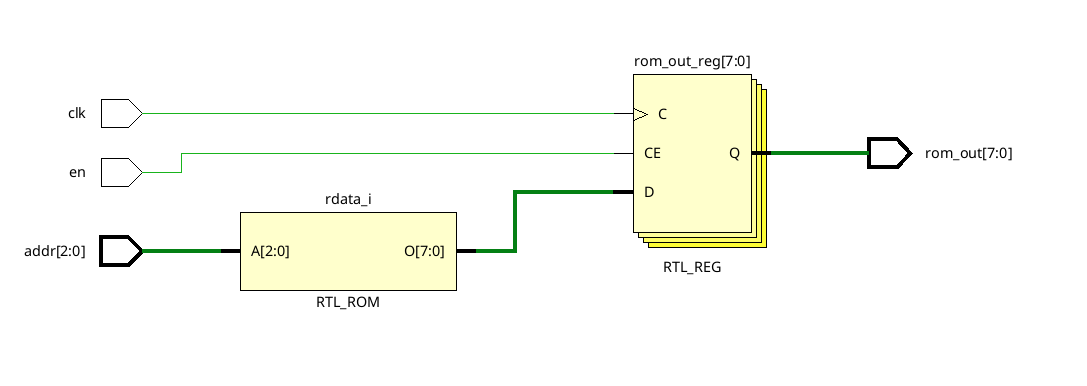 rom_out_reg[7:0]
clk
C
en
CE
Q
rom_out[7:0]
D
rdata_i
addr[2:0]
A[2:0]
O[7:0]
RTL_REG
RTL_ROM